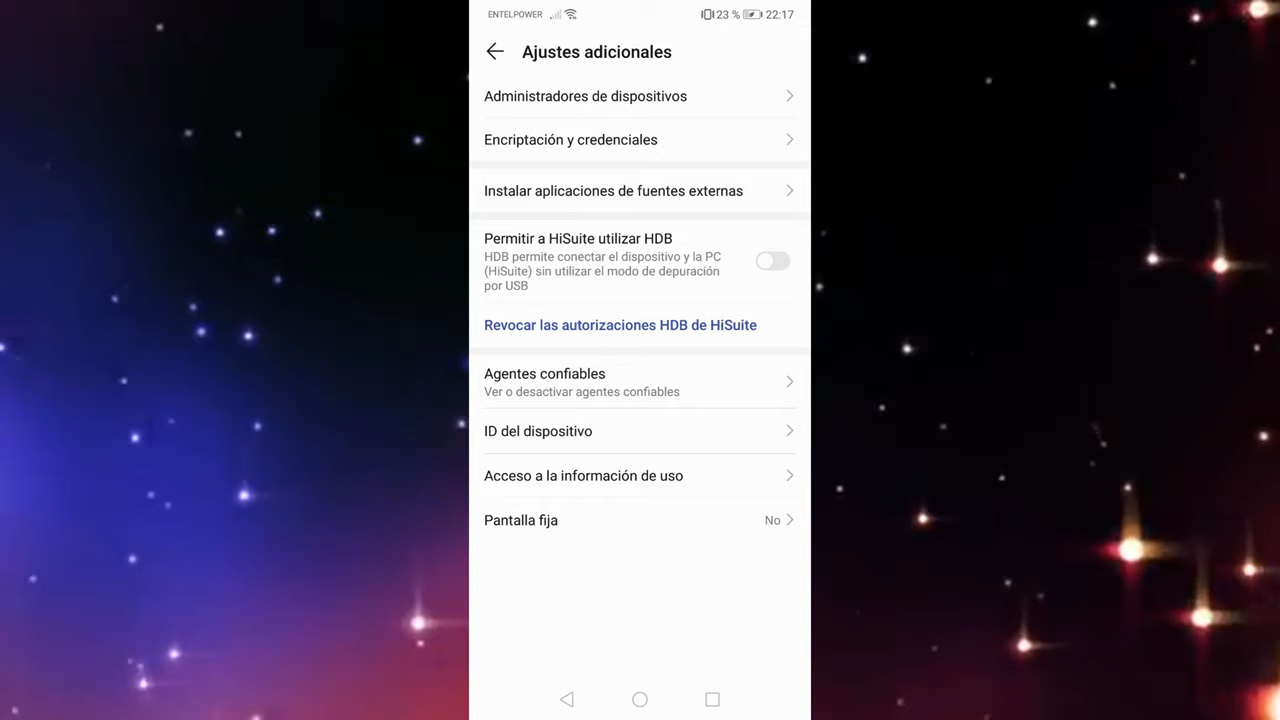 ENTELPOWER 23 % 22:17
Ajustes adicionales
Administradores de dispositivos
Encriptación y credenciales
Instalar aplicaciones de fuentes externas
Permitir a HiSuite utilizar HDB
HDB permite conectar el dispositivo y la PC
(HiSuite) sin utilizar el modo de depuración
por USB
Revocar las autorizaciones HDB de HiSuite
Agentes confiables
Ver o desactivar agentes confiables
ID del dispositivo
Acceso a la información de uso
Pantalla fija No